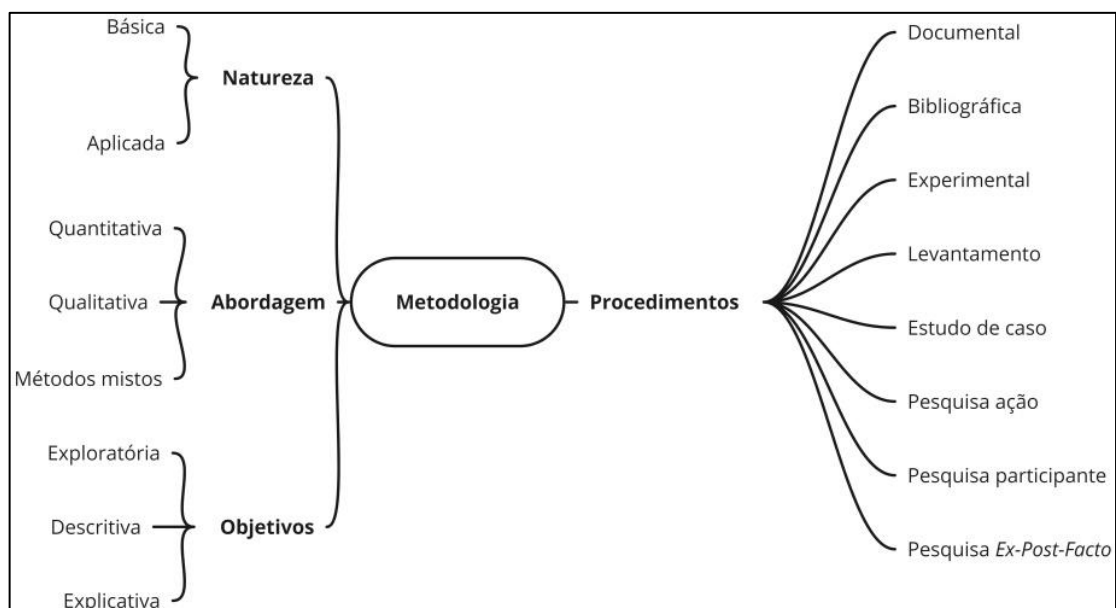 Básica
Natureza
Aplicada
Quantitativa
Qualitativa
Abordagem
Métodos mistos
Exploratória
Descritiva
Objetivos
Explicativa
Metodologia
Procedimentos
Documental
Bibliográfica
Experimental
Levantamento
Estudo de caso
Pesquisa ação
Pesquisa participante
Pesquisa Ex-Post-Facto